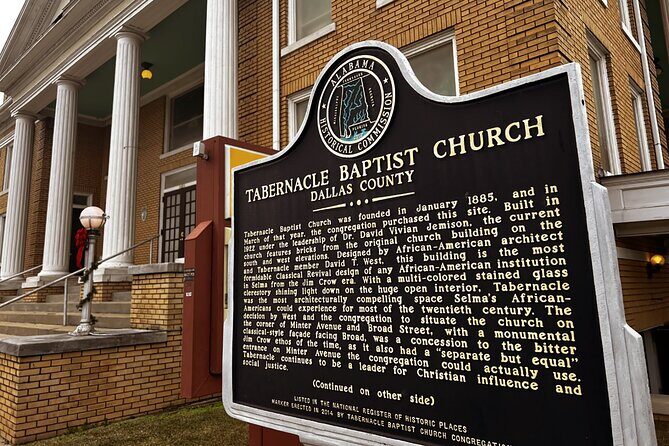 ALABAMA
HISTORICAL COMMISSION
TABERNACLE BAPTIST CHURCH
DALLAS COUNTY
Tabernacle Baptist Church was founded in January 1885, and in
March of that year, the congregation purchased this site. Built in
1922 under the leadership of Dr. David Vivian Jemison, the current
church features bricks from the original church building on the
south and west elevations. Designed by African-American architect
and Tabernacle member David T. West, this building is the most
formidable Classical Revival design of any African-American institution
in Selma from the Jim Crow era. With a multi-colored stained glass
clerestory shining light down on the huge open interior, Tabernacle
was the most architecturally compelling space Selma's African-
Americans could experience for most of the twentieth century. The
decision by West and the congregation to situate the church on
the corner of Minter Avenue and Broad Street, with a monumental
classical-style façade facing Broad, was a concession to the bitter
Jim Crow ethos of the time, as it also had a "separate but equal"
entrance on Minter Avenue the congregation could actually use.
Tabernacle continues to be a leader for Christian influence and
social justice.
(Continued on other side)
LISTED IN THE NATIONAL REGISTER OF HISTORIC PLACES
MARKER ERECTED IN 2014 BY TABERNACLE BAPTIST CHURCH CONGREGATION